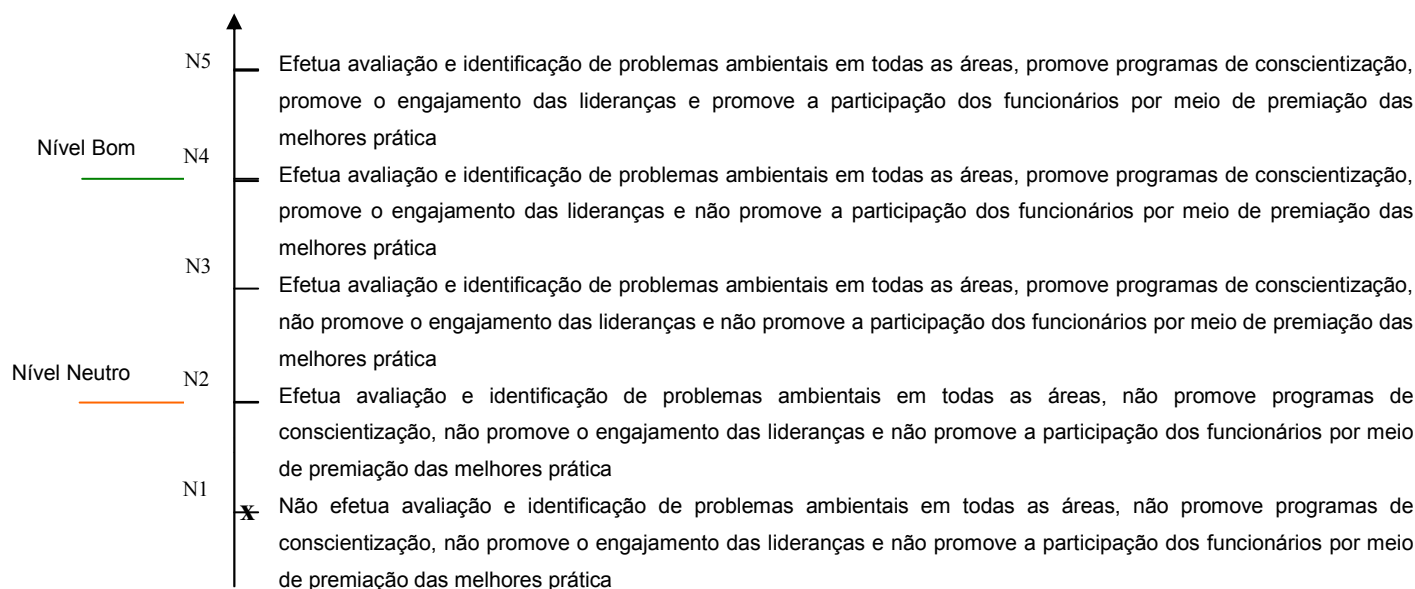 N5
Efetua avaliação e identificação de problemas ambientais em todas as áreas, promove programas de conscientização,
promove o engajamento das lideranças e promove a participação dos funcionários por meio de premiação das
melhores prática
Nível Bom
N4
Efetua avaliação e identificação de problemas ambientais em todas as áreas, promove programas de conscientização,
promove o engajamento das lideranças e não promove a participação dos funcionários por meio de premiação das
melhores prática
N3
Efetua avaliação e identificação de problemas ambientais em todas as áreas, promove programas de conscientização,
não promove o engajamento das lideranças e não promove a participação dos funcionários por meio de premiação das
melhores prática
Nível Neutro
N2
Efetua avaliação e identificação de problemas ambientais em todas as áreas, não promove programas de
conscientização, não promove o engajamento das lideranças e não promove a participação dos funcionários por meio
de premiação das melhores prática
N1
x
Não efetua avaliação e identificação de problemas ambientais em todas as áreas, não promove programas de
conscientização, não promove o engajamento das lideranças e não promove a participação dos funcionários por meio
de premiação das melhores prática